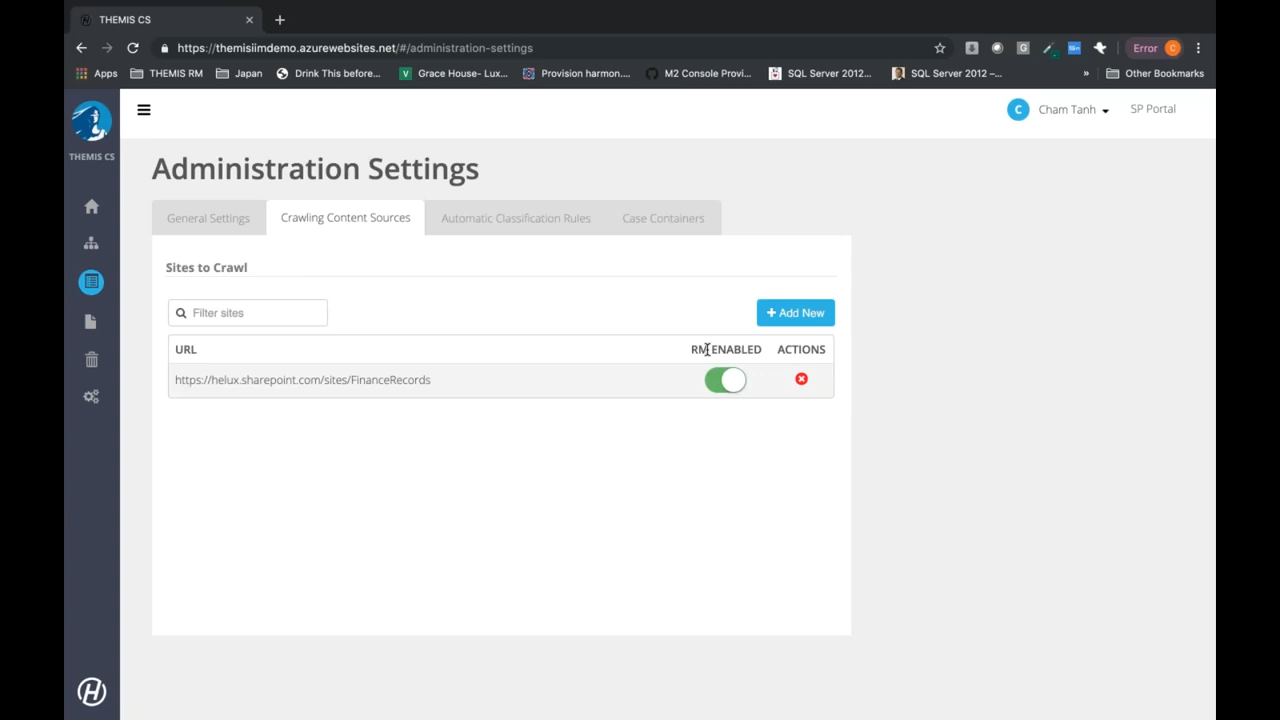 THEMIS CS
https://themisiimdemo.azurewebsites.net/#/administration-settings
G
Error C
Apps THEMIS RM Japan Drink This before... V Grace House- Lux... Provision harmon.... M2 Console Provi... SQL Server 2012... SQL Server 2012 –... » Other Bookmarks
C Cham Tanh SP Portal
THEMIS CS
Administration Settings
General Settings Crawling Content Sources Automatic Classification Rules Case Containers
Sites to Crawl
Filter sites + Add New
URL RM ENABLED ACTIONS
https://helux.sharepoint.com/sites/FinanceRecords
H